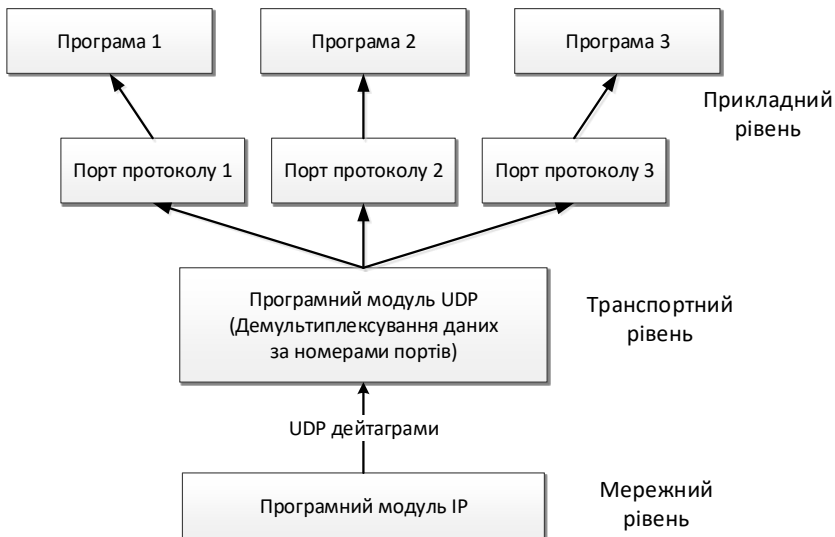 Програма 1
Програма 2
Програма 3
Прикладний
рівень
Порт протоколу 1
Порт протоколу 2
Порт протоколу 3
Програмний модуль UDP
(Демультиплексування даних
за номерами портів)
Транспортний
рівень
UDP дейтаграми
Програмний модуль IP
Мережний
рівень